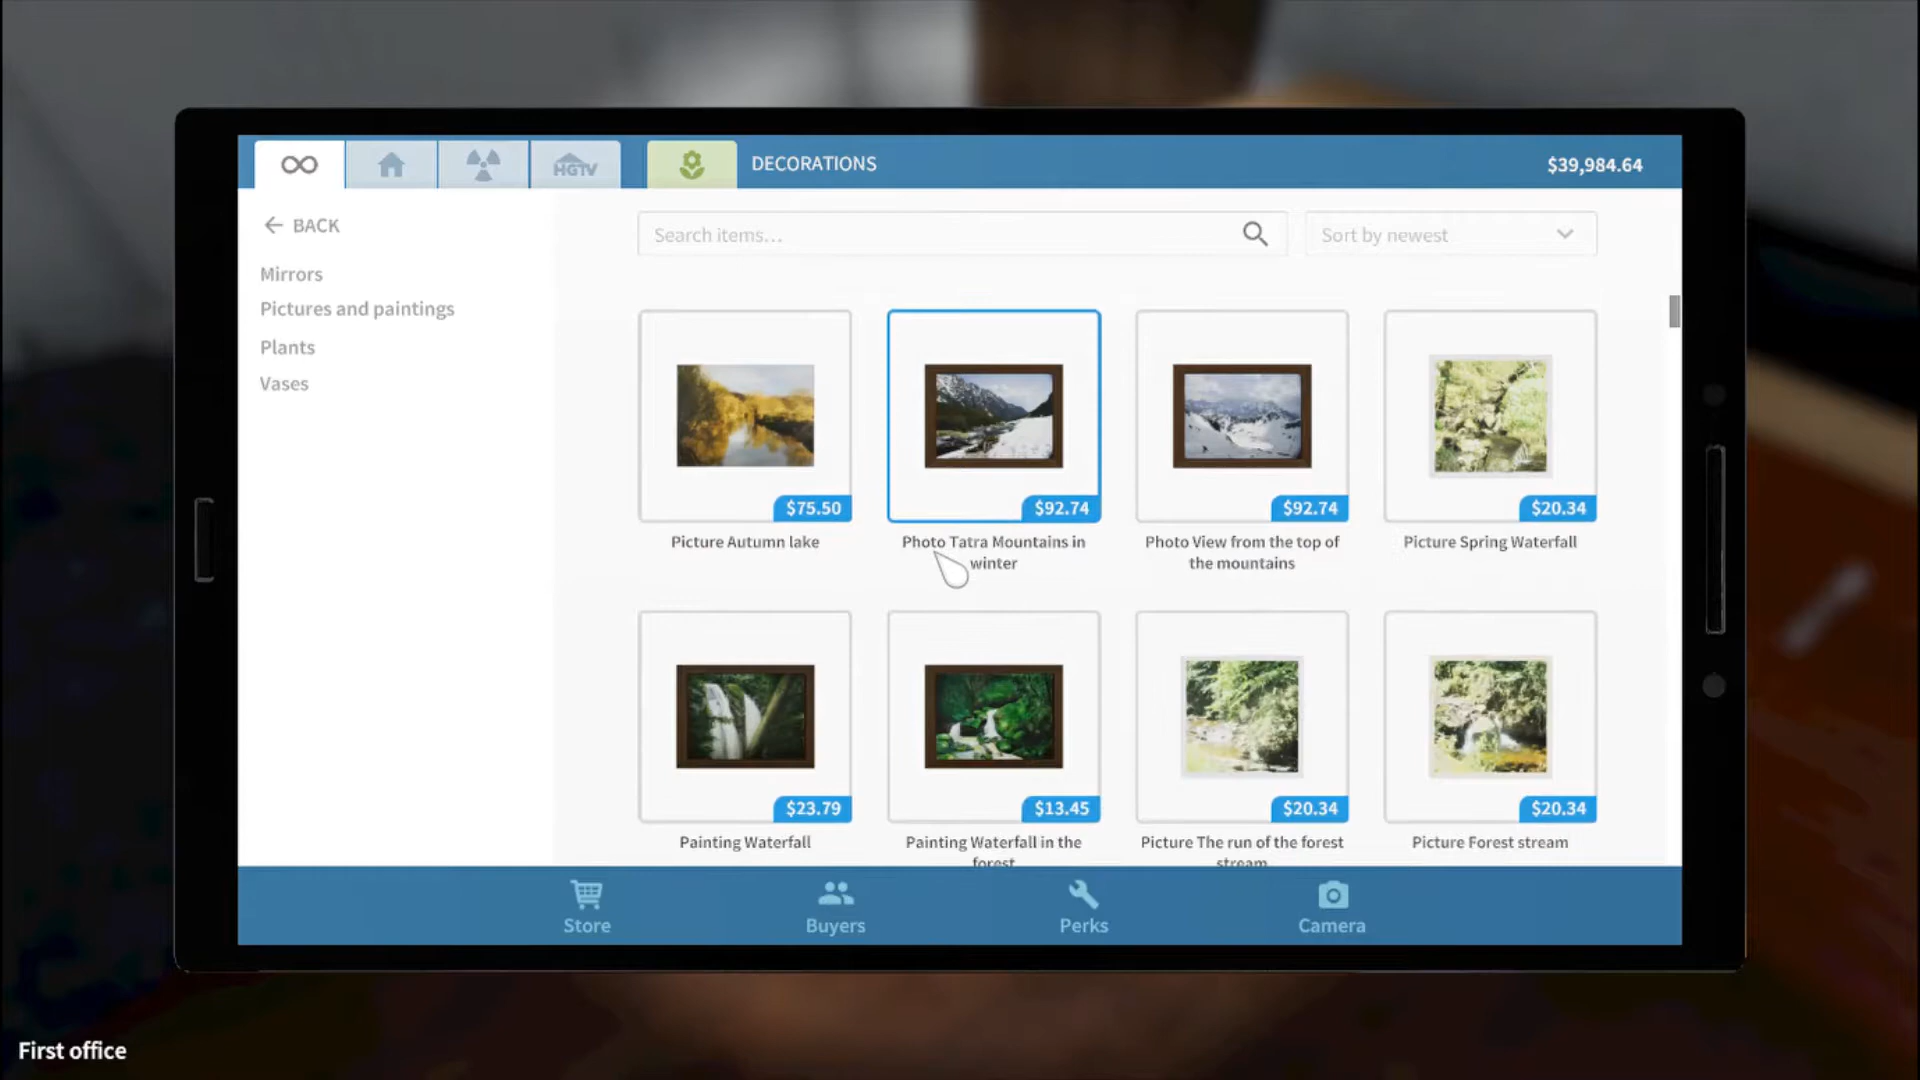 HGTV
DECORATIONS
$39,984.64
BACK
Search items...
Sort by newest
Mirrors
Pictures and paintings
Plants
Vases
$75.50
$92.74
$92.74
$20.34
Picture Autumn lake
Photo Tatra Mountains in
winter
Photo View from the top of
the mountains
Picture Spring Waterfall
$23.79
$13.45
$20.34
$20.34
Painting Waterfall
Painting Waterfall in the
forest
Picture The run of the forest
stream
Picture Forest stream
Store
Buyers
Perks
Camera
First office